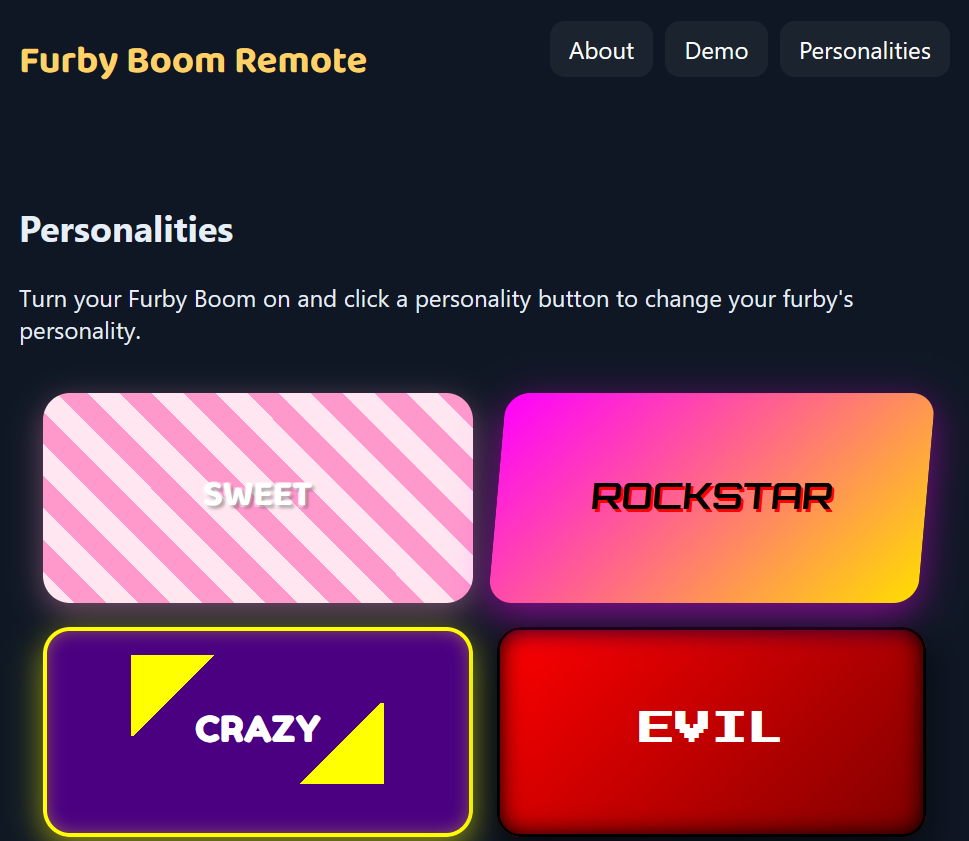 Furby Boom Remote
About
Demo
Personalities
Personalities
Turn your Furby Boom on and click a personality button to change your furby's
personality.
SWEET
ROCKSTAR
CRAZY
EVIL